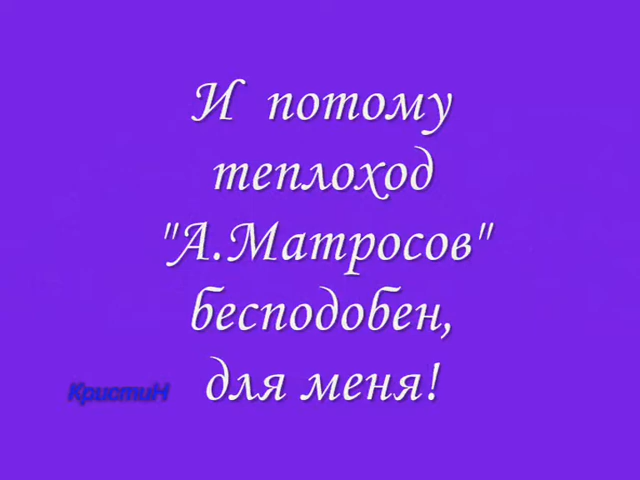 И потому
теплоход
"А.Матросов"
бесподобен,
для меня!
КристиН